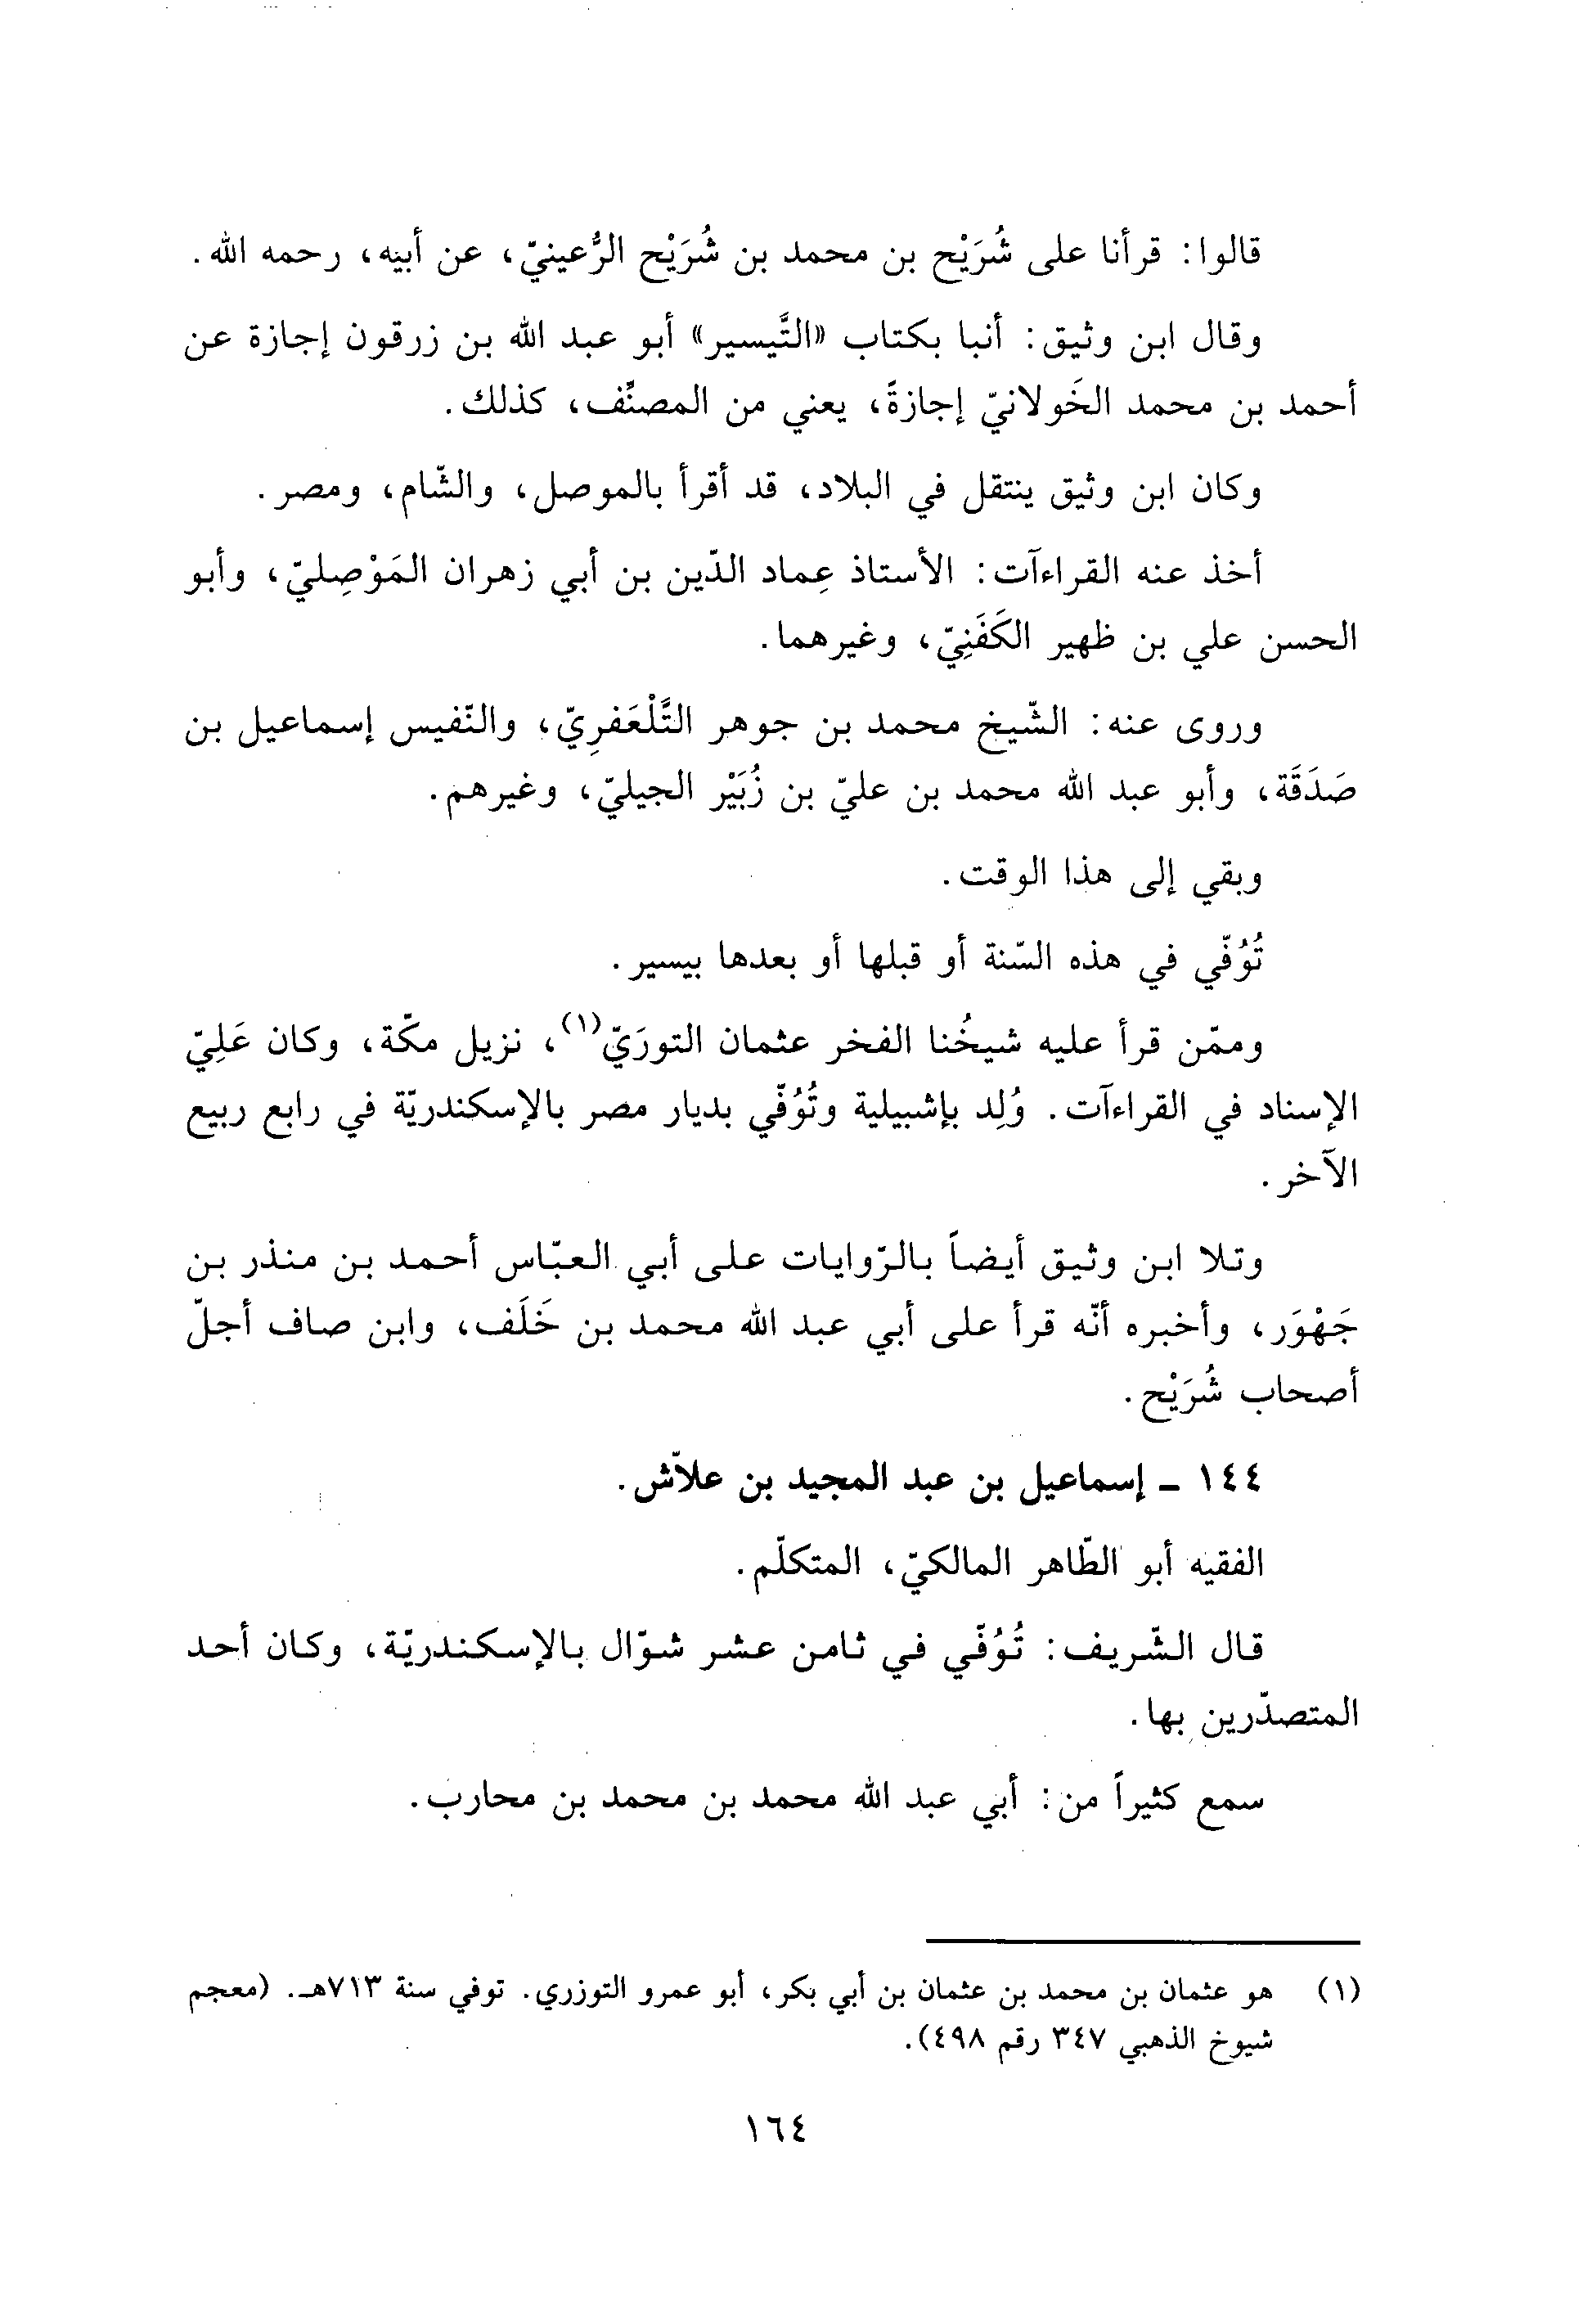 قالوا: قرأنا على شُرَيْح بن محمد بن شُرَيْح الرُّعينيّ، عن أبيه، رحمه الله.
وقال ابن وثيق: أنبا بكتاب «التَّيسير» أبو عبد الله بن زرقون إجازة عن
أحمد بن محمد الخَولانيّ إجازةً، يعني من المصنِّف، كذلك.
وكان ابن وثيق ينتقل في البلاد، قد أقرأ بالموصل، والشّام، ومصر.
أخذ عنه القراءآت: الأستاذ عِماد الدّين بن أبي زهران المَوْصِليّ، وأبو
الحسن علي بن ظهير الكَفَنِيّ، وغيرهما.
وروى عنه: الشّيخ محمد بن جوهر التَّلْعَفرِيّ، والنّفيس إسماعيل بن
صَدَقَة، وأبو عبد الله محمد بن عليّ بن زُبَيْر الجيليّ، وغيرهم.
وبقي إلى هذا الوقت.
تُوُفّي في هذه السّنة أو قبلها أو بعدها بيسير.
وممّن قرأ عليه شيخُنا الفخر عثمان التورَيّ(١)، نزيل مكّة، وكان عَلِيّ
الإسناد في القراءآت. وُلِد بإشبيلية وتُوُفّي بديار مصر بالإسكندريّة في رابع ربيع
الآخر.
وتلا ابن وثيق أيضاً بالرّوايات على أبي العبّاس أحمد بن منذر بن
جَهْوَر، وأخبره أنّه قرأ على أبي عبد الله محمد بن خَلَف، وابن صاف أجلّ
أصحاب شُرَيْح.
١٤٤ - إسماعيل بن عبد المجيد بن علاّش.
الفقيه أبو الطّاهر المالكيّ، المتكلّم.
قال الشّريف: تُوُفّي في ثامن عشر شوّال بالإسكندريّة، وكان أحد
المتصدّرين بها.
سمع كثيراً من: أبي عبد الله محمد بن محمد بن محارب.
(١) هو عثمان بن محمد بن عثمان بن أبي بكر، أبو عمرو التوزري. توفي سنة ٧١٣هـ. (معجم
شيوخ الذهبي ٣٤٧ رقم ٤٩٨).
١٦٤